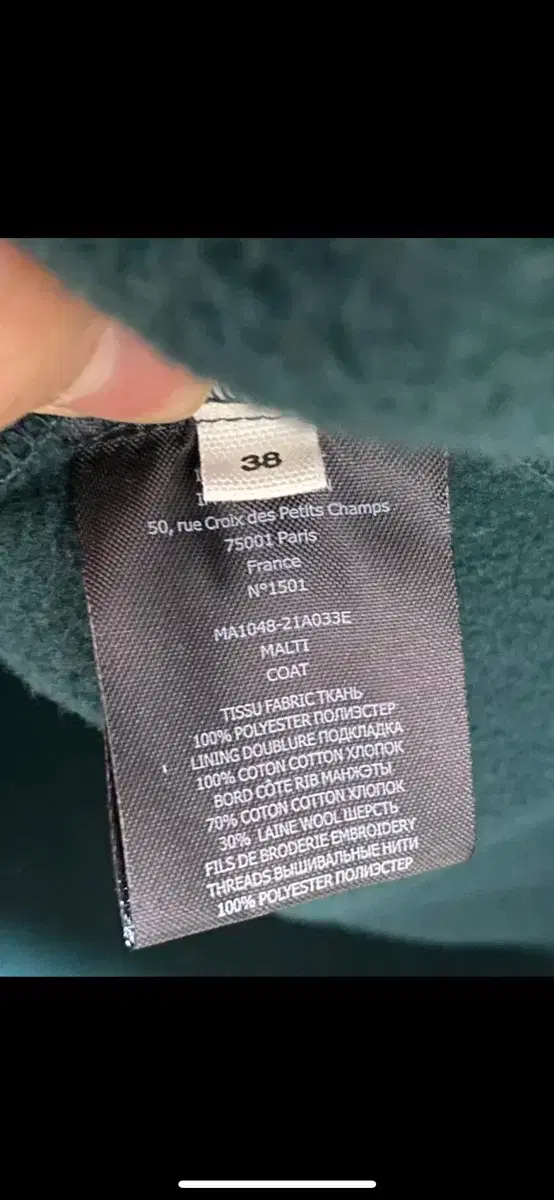 38
50, rue Croix des Petits Champs
75001 Paris
France
N°1501
MA1048-21A033E
MALTI
COAT
TISSU FABRIC ТКАНЬ
100% POLYESTER ПОЛИЭСТЕР
LINING DOUBLURE ПОДКЛАДКА
100% COTON COTTON ХЛОПОК
BORD CÔTE RIB МАНЖЭТЫ
70% COTON COTTON ХЛОПОК
30% LAINE WOOL ШЕРСТЬ
FILS DE BRODERIE EMBROIDERY
THREADS ВЫШИВАЛЬНЫЕ НИТИ
100% POLYESTER ПОЛИЭСТЕР